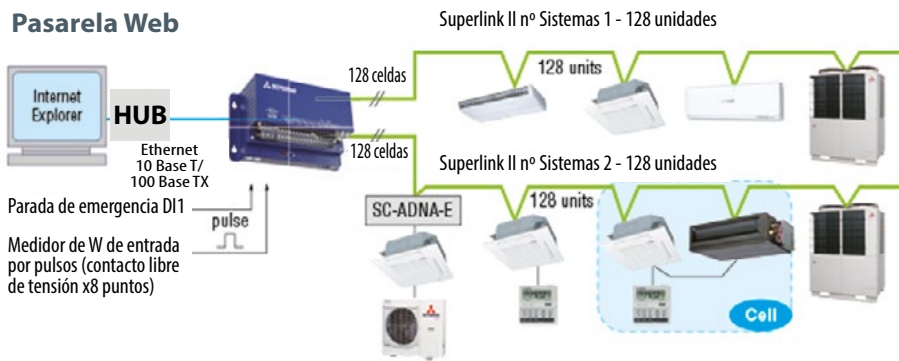 Pasarela Web
Superlink II nº Sistemas 1 - 128 unidades
Internet
Explorer
HUB
Ethernet
10 Base T/
100 Base TX
128 celdas
128 units
128 celdas
Superlink II nº Sistemas 2 - 128 unidades
Parada de emergencia DI1
pulse
Medidor de W de entrada
por pulsos (contacto libre
de tensión x8 puntos)
SC-ADNA-E
128 units
Cell